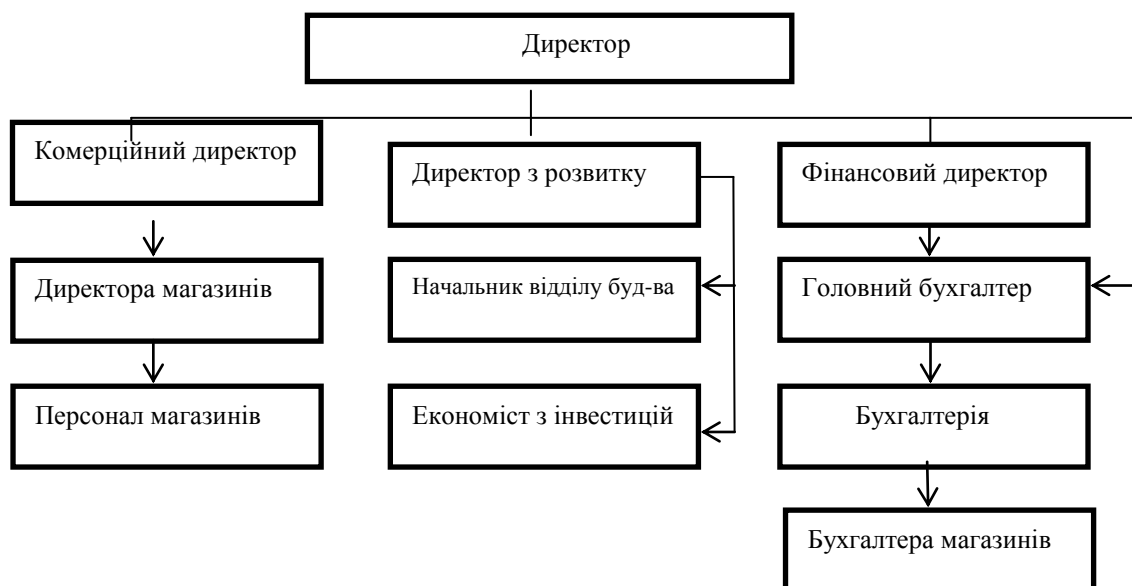 Директор
Комерційний директор
Директор з розвитку
Фінансовий директор
Директора магазинів
Начальник відділу буд-ва
Головний бухгалтер
Персонал магазинів
Економіст з інвестицій
Бухгалтерія
Бухгалтера магазинів